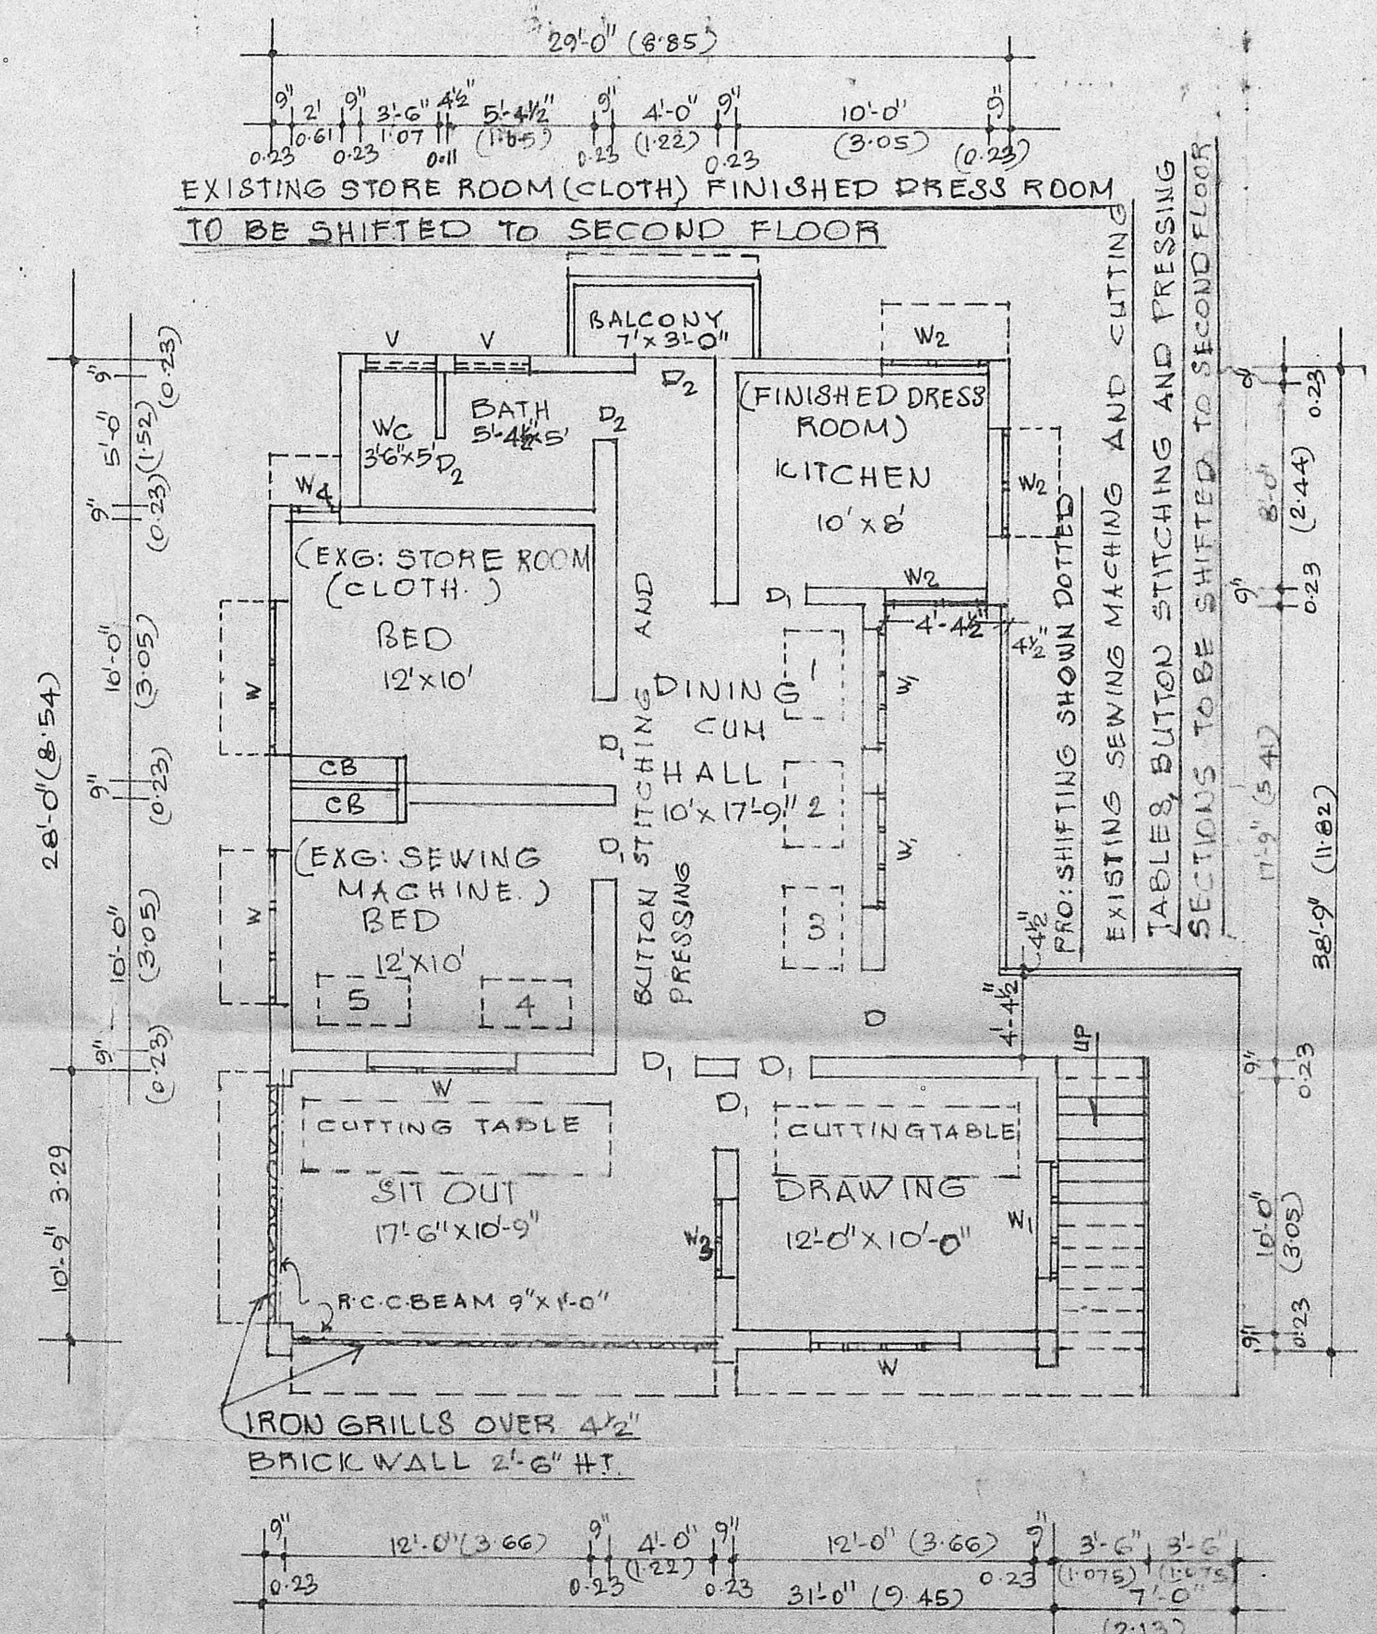 29'-0" (8.85)
9" 2' 9" 3'-6" 4½" 5'-4½" 9" 4'-0" 9" 10'-0" 9"
0.23 0.61 0.23 1.07 0.11 0.23 (1.22) 0.23 (3.05) (0.23)
EXISTING STORE ROOM (CLOTH) FINISHED DRESS ROOM
TO BE SHIFTED TO SECOND FLOOR
BALCONY
7' x 3'-0"
V
V
W2
D2
(FINISHED DRESS
ROOM)
KITCHEN
10' x 8'
W2
BATH
5'-4½x5'
D2
WC
3'6"x5'
D2
W4
(EXG: STORE ROOM
(CLOTH.)
BED
12'X10'
W
W2
D1
4'-4½"
4½"
CB
CB
D
DINING
CUM
HALL
10' x 17'-9"
1
2
3
W1
W1
BUTTON STITCHING AND
PRESSING
(EXG: SEWING
MACHINE.)
BED
12'X10'
D
W
5
4
D
4½"
4'-4½"
UP
W
D1
D1
D1
CUTTING TABLE
SIT OUT
17'-6"X10'-9"
R.C.C.BEAM 9"X1'-0"
CUTTING TABLE
DRAWING
12'-0"X10'-0"
W3
W1
W
IRON GRILLS OVER 4½"
BRICK WALL 2'-6" HT.
PRO:SHIFTING SHOWN DOTTED
EXISTING SEWING MACHING AND CUTTING
TABLES, BUTTON STITCHING AND PRESSING
SECTIONS TO BE SHIFTED TO SECOND FLOOR
28'-0" (8.54)
10'-9" 3.29
9" (0.23)
5'-0" (1.52)
9" (0.23)
10'-0" (3.05)
9" (0.23)
10'-0" (3.05)
9" (0.23)
9" 0.23
8'-0" (2.44)
9" 0.23
17'-9" (5.41)
9" 0.23
10'-0" (3.05)
9" 0.23
38'-9" (11.82)
9" 12'-0" (3.66) 9" 4'-0" 9" 12'-0" (3.66) 9" 3'-6" 3'-6"
0.23 0.23 (1.22) 0.23 0.23 (1.075) (1.075)
31'-0" (9.45) 7'-0"
(2.13)